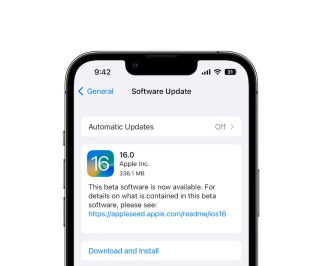 9:42
31
General
Software Update
Automatic Updates
Off
16
16.0
Apple Inc.
336.1 MB
This beta software is now available. For
details on what is contained in this beta
software, please see:
https://appleseed.apple.com/readme/ios16
Download and Install